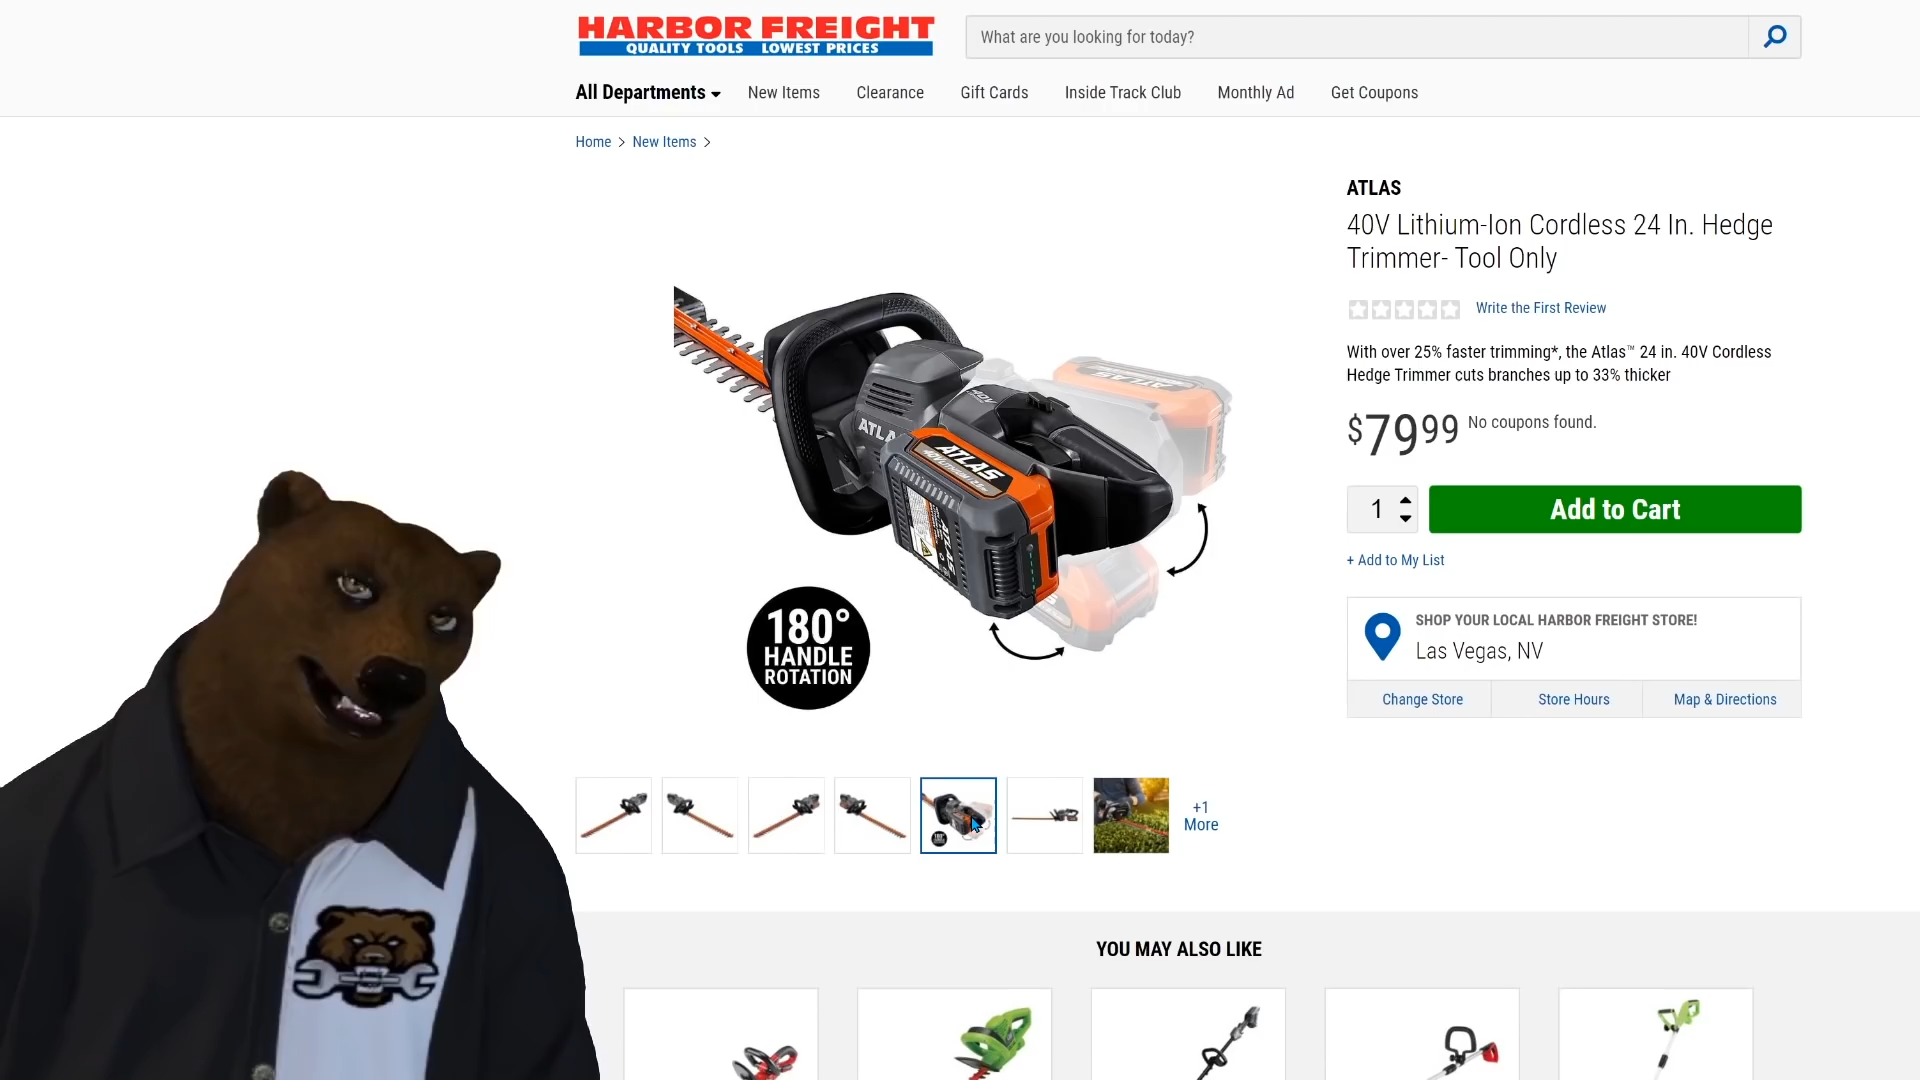 HARBOR FREIGHT
QUALITY TOOLS LOWEST PRICES
What are you looking for today?
All Departments
New Items
Clearance
Gift Cards
Inside Track Club
Monthly Ad
Get Coupons
Home > New Items >
ATLAS
40V Lithium-Ion Cordless 24 In. Hedge
Trimmer- Tool Only
Write the First Review
With over 25% faster trimming*, the Atlas™ 24 in. 40V Cordless
Hedge Trimmer cuts branches up to 33% thicker
$79 99 No coupons found.
1
Add to Cart
+ Add to My List
SHOP YOUR LOCAL HARBOR FREIGHT STORE!
Las Vegas, NV
Change Store
Store Hours
Map & Directions
ATLAS
ATLAS
ATLAS
180°
HANDLE
ROTATION
+1
More
YOU MAY ALSO LIKE